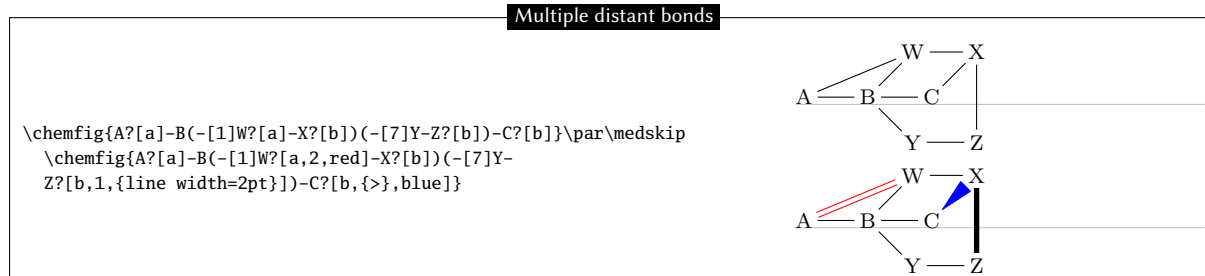 Multiple distant bonds
\chemfig{A?[a]-B(-[1]W?[a]-X?[b])(-[7]Y-Z?[b])-C?[b]}\par\medskip
\chemfig{A?[a]-B(-[1]W?[a,2,red]-X?[b])(-[7]Y-
Z?[b,1,{line width=2pt}])-C?[b,{>},blue]}
W X
A B C
Y Z
W X
A B C
Y Z